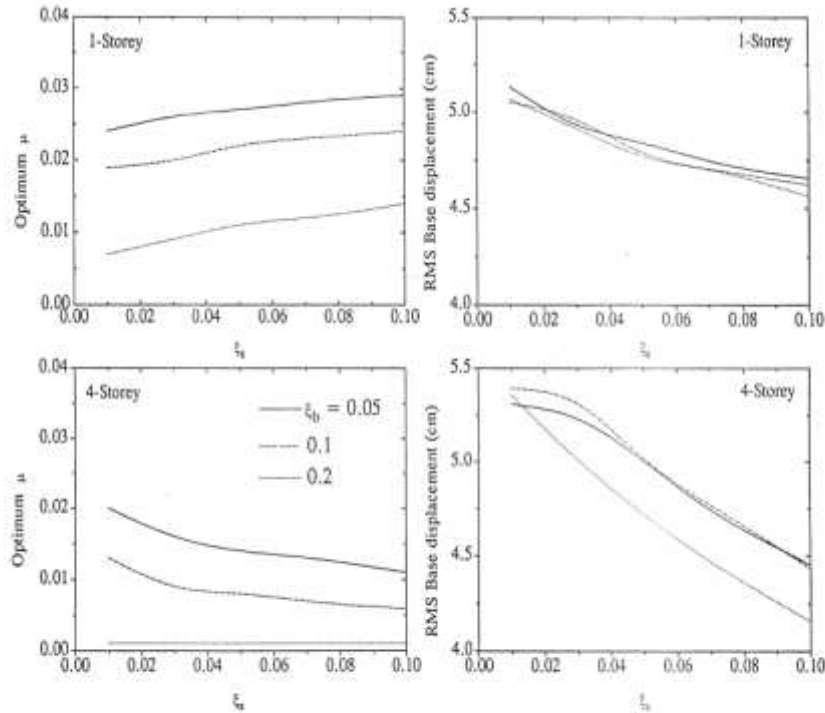 0.04
1-Storey
0.03
0.02
0.01
0.00
Optimum μ
0.00 0.02 0.04 0.06 0.08 0.10
ξs
5.5
1-Storey
5.0
4.5
4.0
RMS Base displacement (cm)
0.00 0.02 0.04 0.06 0.08 0.10
ξs
0.04
4-Storey
ξb = 0.05
0.1
0.2
0.03
0.02
0.01
0.00
Optimum μ
0.00 0.02 0.04 0.06 0.08 0.10
ξs
5.5
4-Storey
5.0
4.5
4.0
RMS Base displacement (cm)
0.00 0.02 0.04 0.06 0.08 0.10
ξs